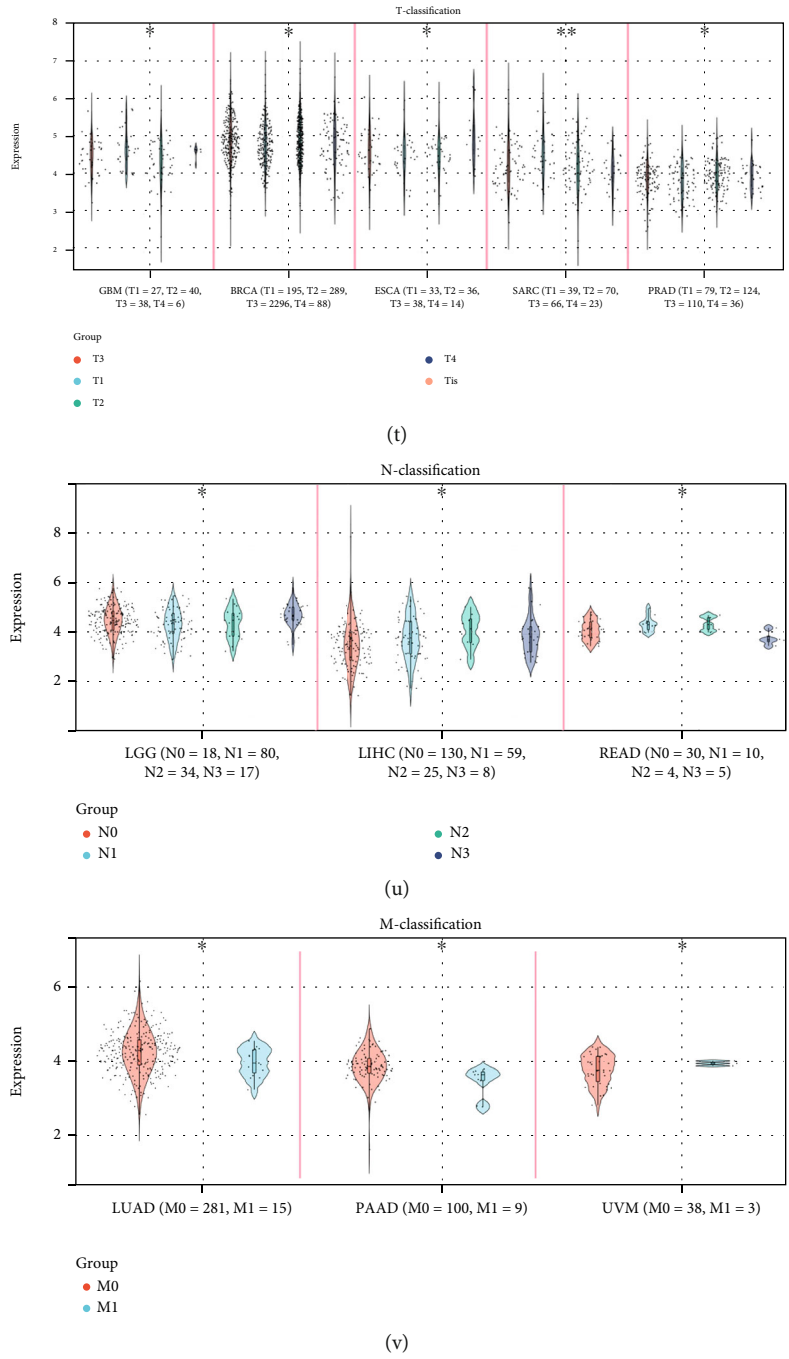 T-classification
Expression
8
7
6
5
4
3
2
* * * ** *
GBM (T1 = 27, T2 = 40,
T3 = 38, T4 = 6)
BRCA (T1 = 195, T2 = 289,
T3 = 2296, T4 = 88)
ESCA (T1 = 33, T2 = 36,
T3 = 38, T4 = 14)
SARC (T1 = 39, T2 = 70,
T3 = 66, T4 = 23)
PRAD (T1 = 79, T2 = 124,
T3 = 110, T4 = 36)
Group
T3
T1
T2
T4
Tis
(t)
N-classification
Expression
8
6
4
2
* * *
LGG (N0 = 18, N1 = 80,
N2 = 34, N3 = 17)
LIHC (N0 = 130, N1 = 59,
N2 = 25, N3 = 8)
READ (N0 = 30, N1 = 10,
N2 = 4, N3 = 5)
Group
N0
N1
N2
N3
(u)
M-classification
Expression
6
4
2
* * *
LUAD (M0 = 281, M1 = 15)
PAAD (M0 = 100, M1 = 9)
UVM (M0 = 38, M1 = 3)
Group
M0
M1
(v)